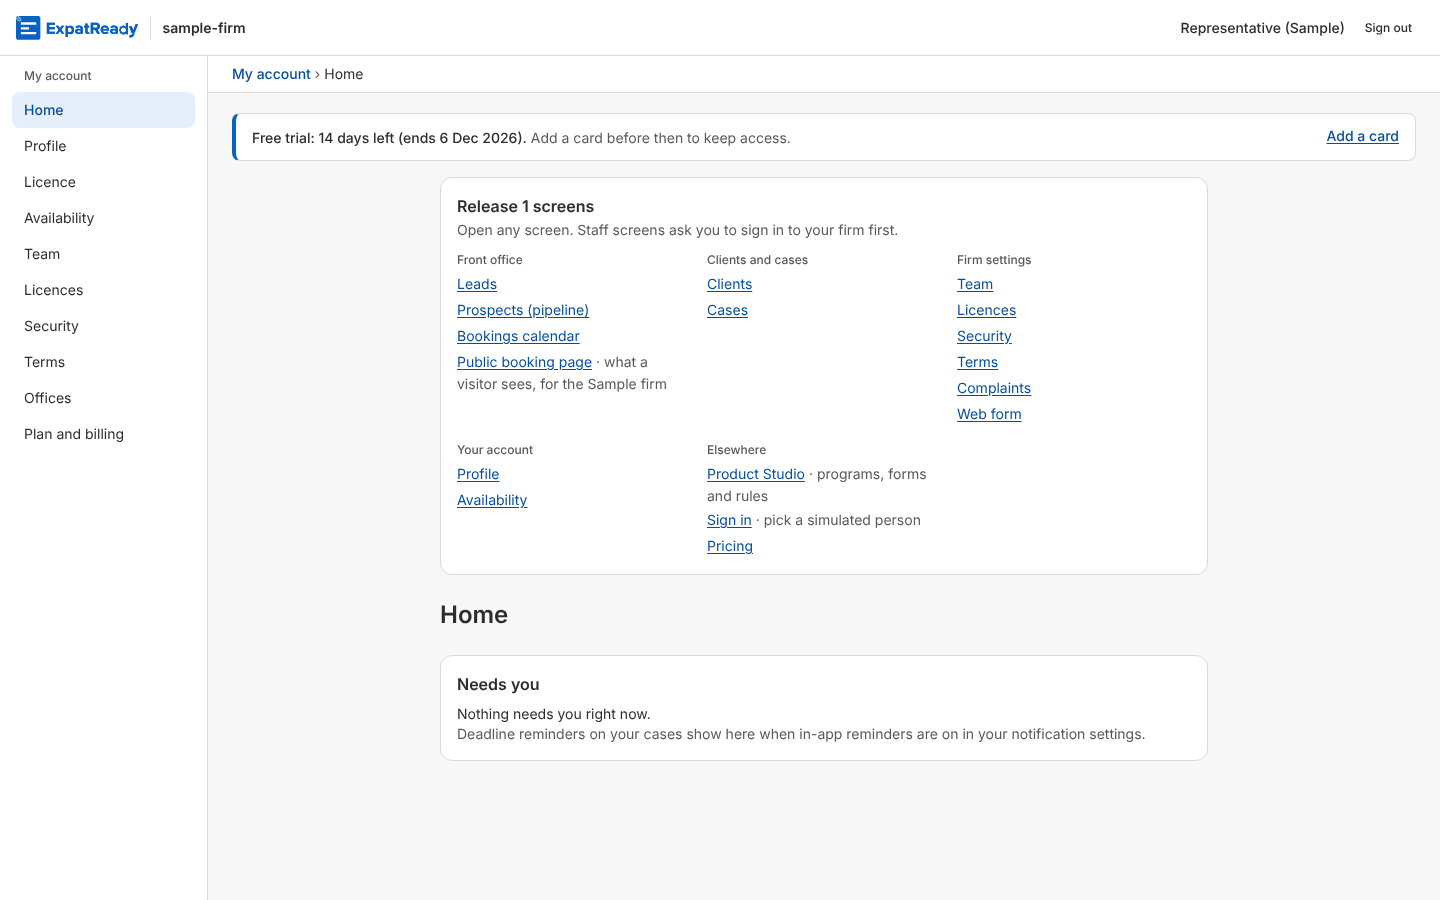 ExpatReady
sample-firm
Representative (Sample)
Sign out
My account
Home
Profile
Licence
Availability
Team
Licences
Security
Terms
Offices
Plan and billing
My account › Home
Free trial: 14 days left (ends 6 Dec 2026). Add a card before then to keep access.
Add a card
Release 1 screens
Open any screen. Staff screens ask you to sign in to your firm first.
Front office
Leads
Prospects (pipeline)
Bookings calendar
Public booking page · what a
visitor sees, for the Sample firm
Clients and cases
Clients
Cases
Firm settings
Team
Licences
Security
Terms
Complaints
Web form
Your account
Profile
Availability
Elsewhere
Product Studio · programs, forms
and rules
Sign in · pick a simulated person
Pricing
Home
Needs you
Nothing needs you right now.
Deadline reminders on your cases show here when in-app reminders are on in your notification settings.